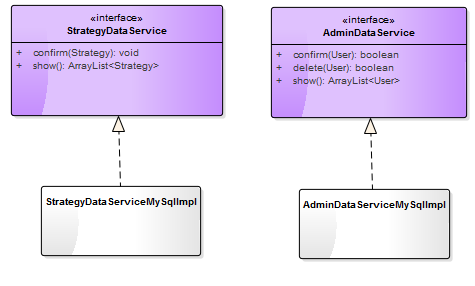 «interface»
StrategyDataService
+ confirm(Strategy): void
+ show(): ArrayList<Strategy>
«interface»
AdminDataService
+ confirm(User): boolean
+ delete(User): boolean
+ show(): ArrayList<User>
StrategyDataServiceMySqlImpl
AdminDataServiceMySqlImpl